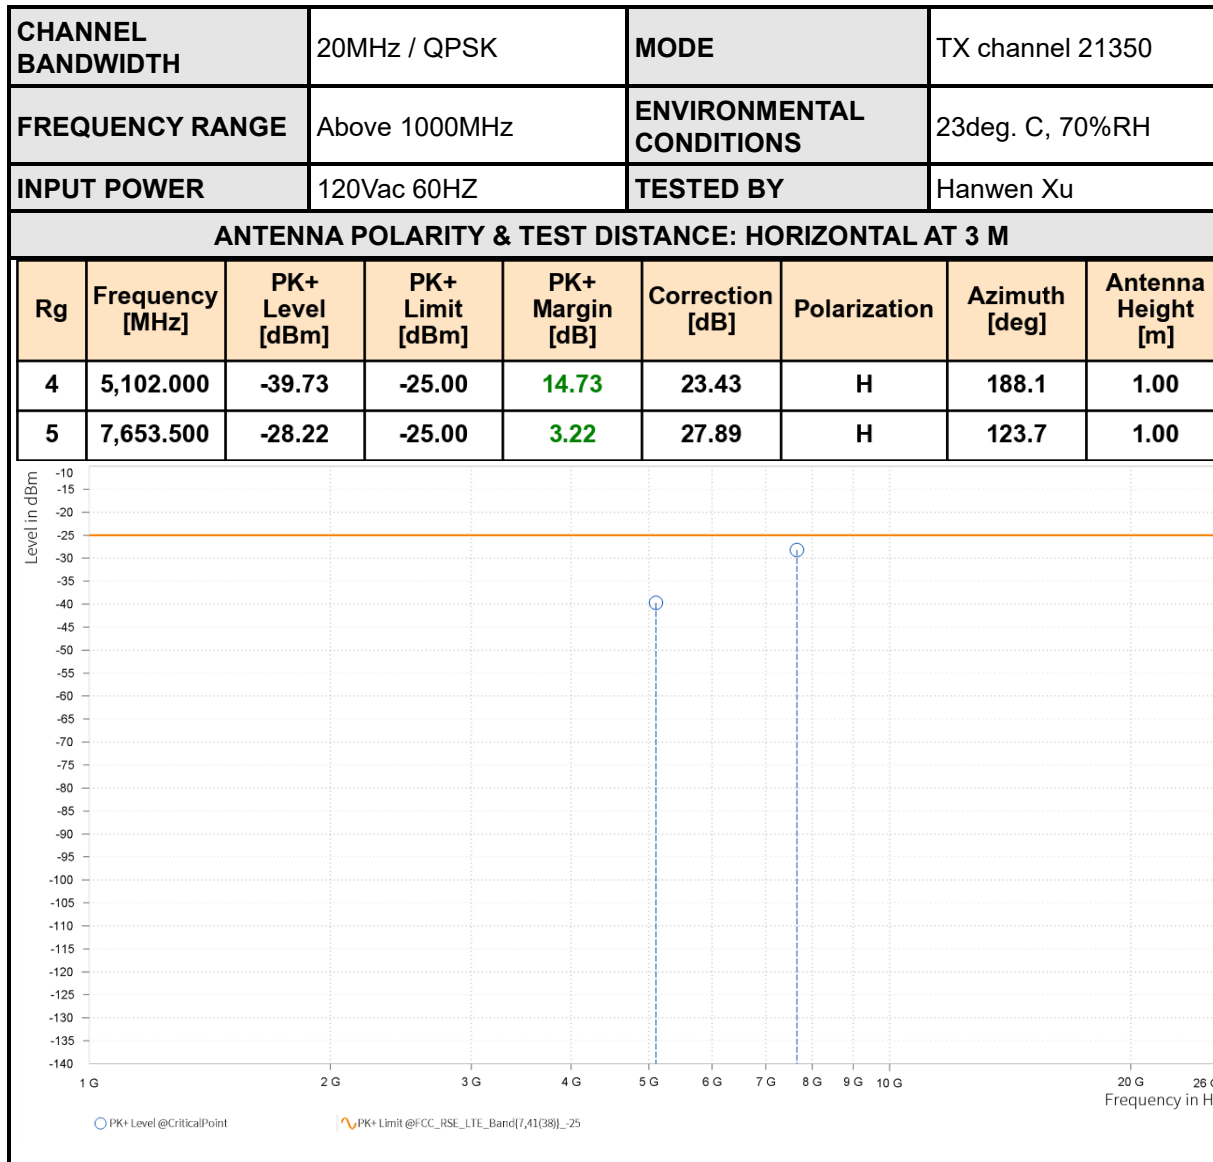 CHANNEL
BANDWIDTH
20MHz / QPSK
MODE
TX channel 21350
FREQUENCY RANGE
Above 1000MHz
ENVIRONMENTAL
CONDITIONS
23deg. C, 70%RH
INPUT POWER
120Vac 60HZ
TESTED BY
Hanwen Xu
ANTENNA POLARITY & TEST DISTANCE: HORIZONTAL AT 3 M
Rg
Frequency
[MHz]
PK+
Level
[dBm]
PK+
Limit
[dBm]
PK+
Margin
[dB]
Correction
[dB]
Polarization
Azimuth
[deg]
Antenna
Height
[m]
4 5,102.000 -39.73 -25.00 14.73 23.43 H 188.1 1.00
5 7,653.500 -28.22 -25.00 3.22 27.89 H 123.7 1.00
Level in dBm
-10
-15
-20
-25
-30
-35
-40
-45
-50
-55
-60
-65
-70
-75
-80
-85
-90
-95
-100
-105
-110
-115
-120
-125
-130
-135
-140
1 G 2 G 3 G 4 G 5 G 6 G 7 G 8 G 9 G 10 G 20 G 26
Frequency in H
PK+ Level @CriticalPoint
PK+ Limit @FCC_RSE_LTE_Band{7,41(38)}_-25